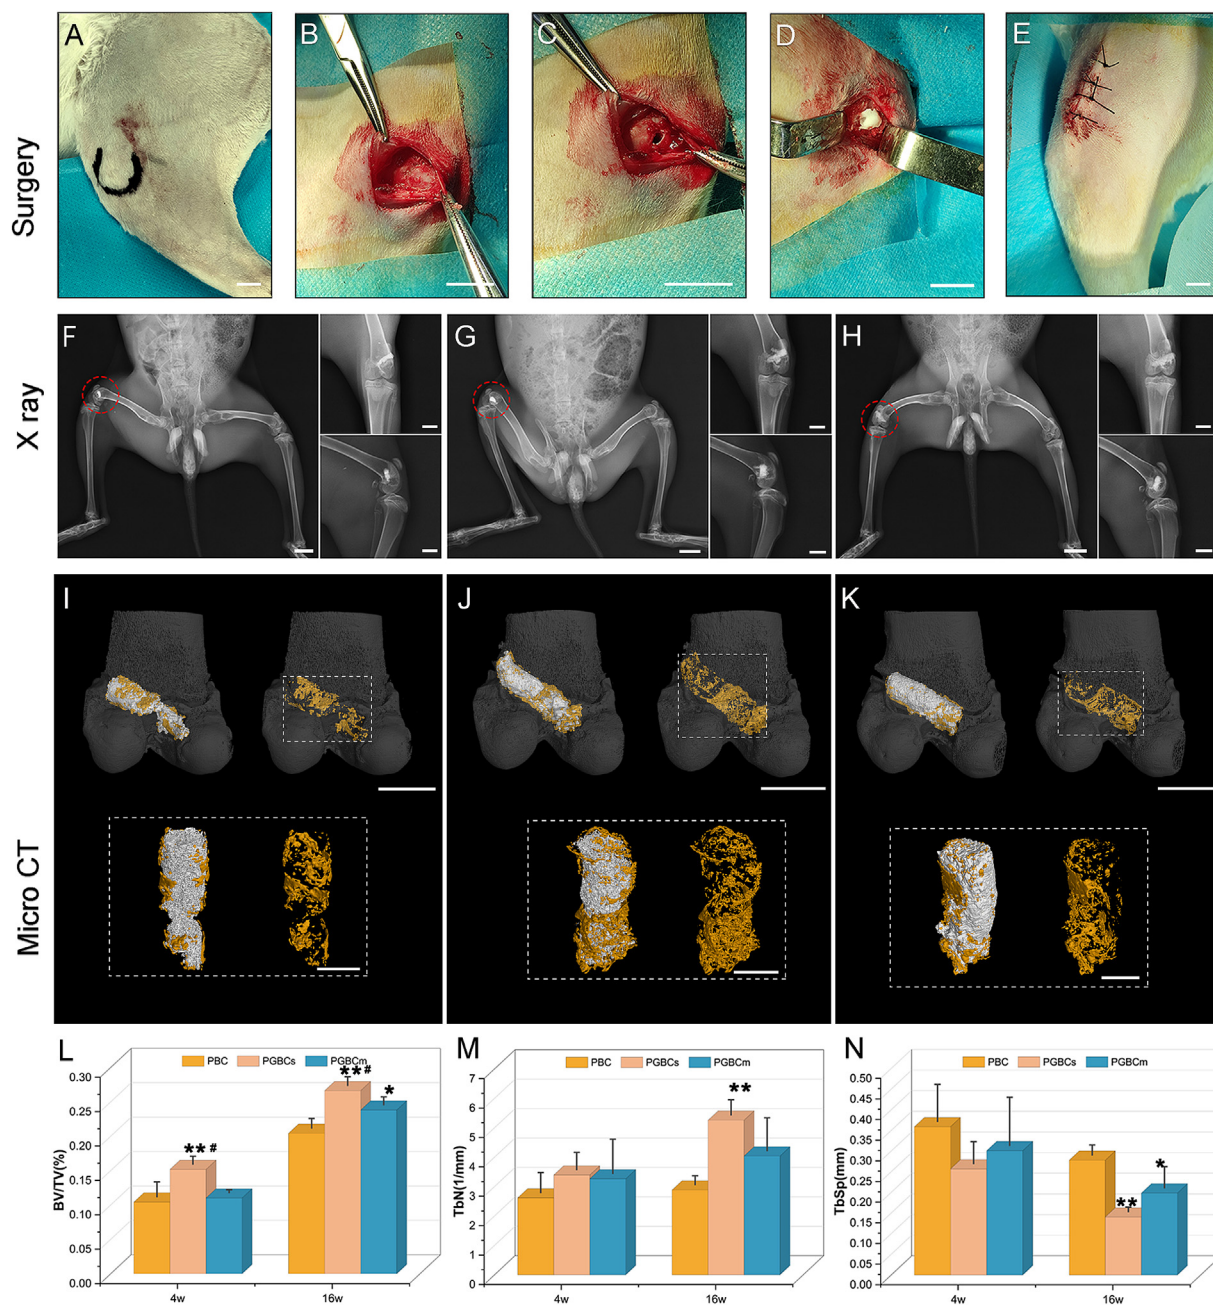 Surgery
A
B
C
D
E
X ray
F
G
H
Micro CT
I
J
K
L
PBC PGBCs PGBCm
BV/TV(%)
0.30
0.25
0.20
0.15
0.10
0.05
0.00
**#
**#
*
4w 16w
M
PBC PGBCs PGBCm
TbN(1/mm)
7
6
5
4
3
2
1
0
**
4w 16w
N
PBC PGBCs PGBCm
TbSp(mm)
0.50
0.45
0.40
0.35
0.30
0.25
0.20
0.15
0.10
0.05
0.00
**
*
4w 16w